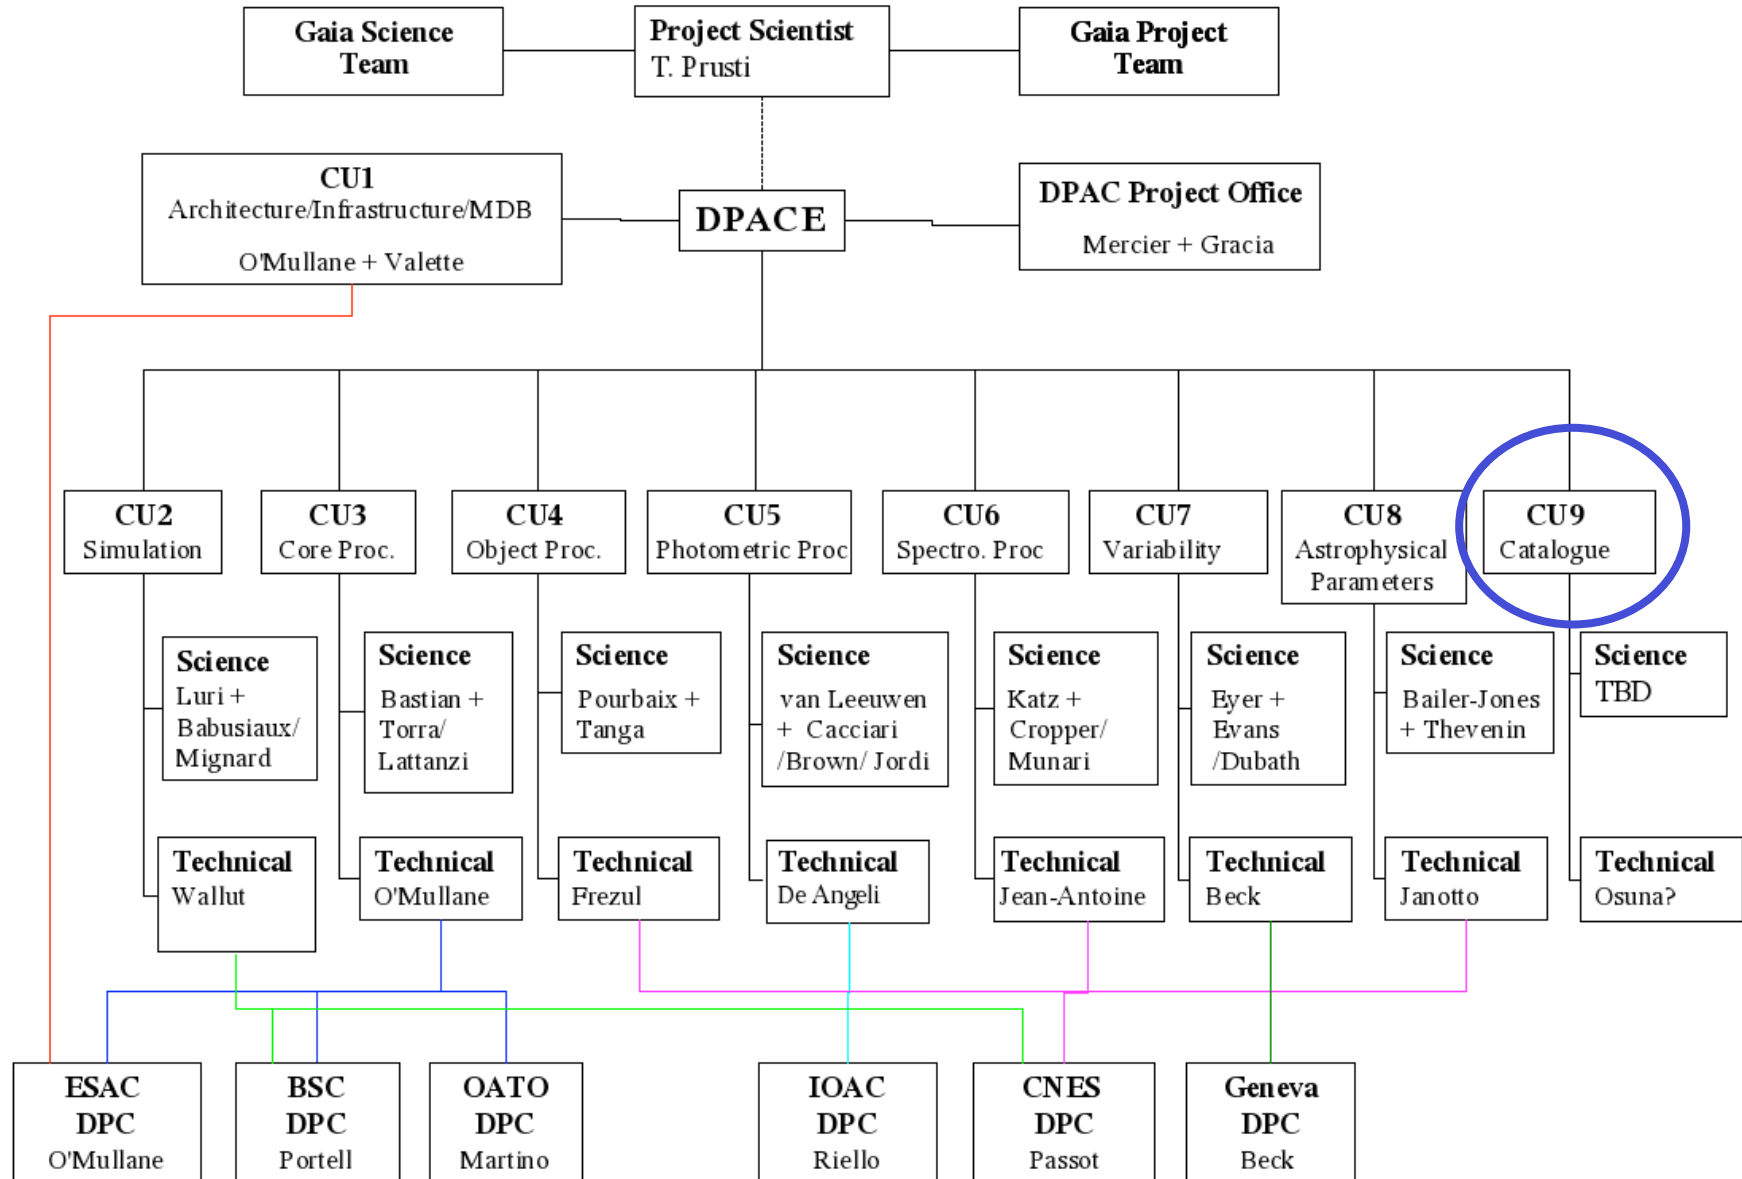 Gaia Science
Team
Project Scientist
T. Prusti
Gaia Project
Team
CU1
Architecture/Infrastructure/MDB
O'Mullane + Valette
DPACE
DPAC Project Office
Mercier + Gracia
CU2
Simulation
CU3
Core Proc.
CU4
Object Proc.
CU5
Photometric Proc
CU6
Spectro. Proc
CU7
Variability
CU8
Astrophysical
Parameters
CU9
Catalogue
Science
Luri +
Babusiaux/
Mignard
Science
Bastian +
Torra/
Lattanzi
Science
Pourbaix +
Tanga
Science
van Leeuwen
+ Cacciari
/Brown/ Jordi
Science
Katz +
Cropper/
Munari
Science
Eyer +
Evans
/Dubath
Science
Bailer-Jones
+ Thevenin
Science
TBD
Technical
Wallut
Technical
O'Mullane
Technical
Frezul
Technical
De Angeli
Technical
Jean-Antoine
Technical
Beck
Technical
Janotto
Technical
Osuna?
ESAC
DPC
O'Mullane
BSC
DPC
Portell
OATO
DPC
Martino
IOAC
DPC
Riello
CNES
DPC
Passot
Geneva
DPC
Beck